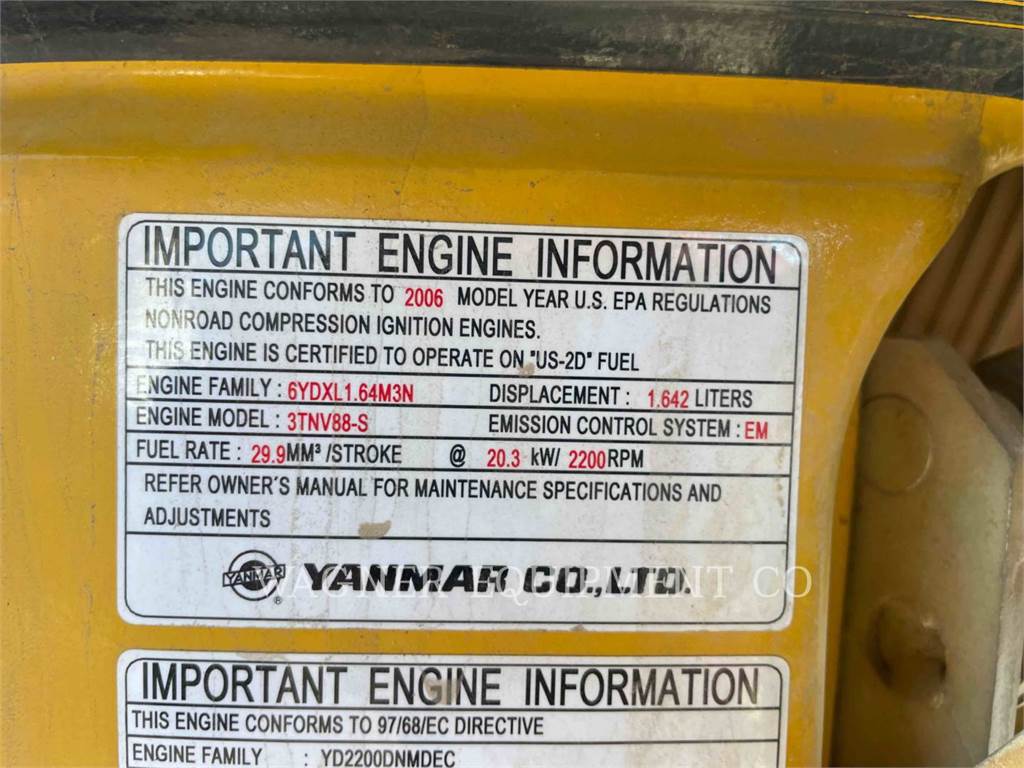 IMPORTANT ENGINE INFORMATION
THIS ENGINE CONFORMS TO 2006 MODEL YEAR U.S. EPA REGULATIONS
NONROAD COMPRESSION IGNITION ENGINES.
THIS ENGINE IS CERTIFIED TO OPERATE ON "US-2D" FUEL
ENGINE FAMILY : 6YDXL1.64M3N DISPLACEMENT : 1.642 LITERS
ENGINE MODEL : 3TNV88-S EMISSION CONTROL SYSTEM : EM
FUEL RATE : 29.9MM³ /STROKE @ 20.3 kW/ 2200RPM
REFER OWNER'S MANUAL FOR MAINTENANCE SPECIFICATIONS AND
ADJUSTMENTS
YANMAR ® YANMAR CO.,LTD.
WAGNER EQUIPMENT CO
IMPORTANT ENGINE INFORMATION
THIS ENGINE CONFORMS TO 97/68/EC DIRECTIVE
ENGINE FAMILY : YD2200DNMDEC